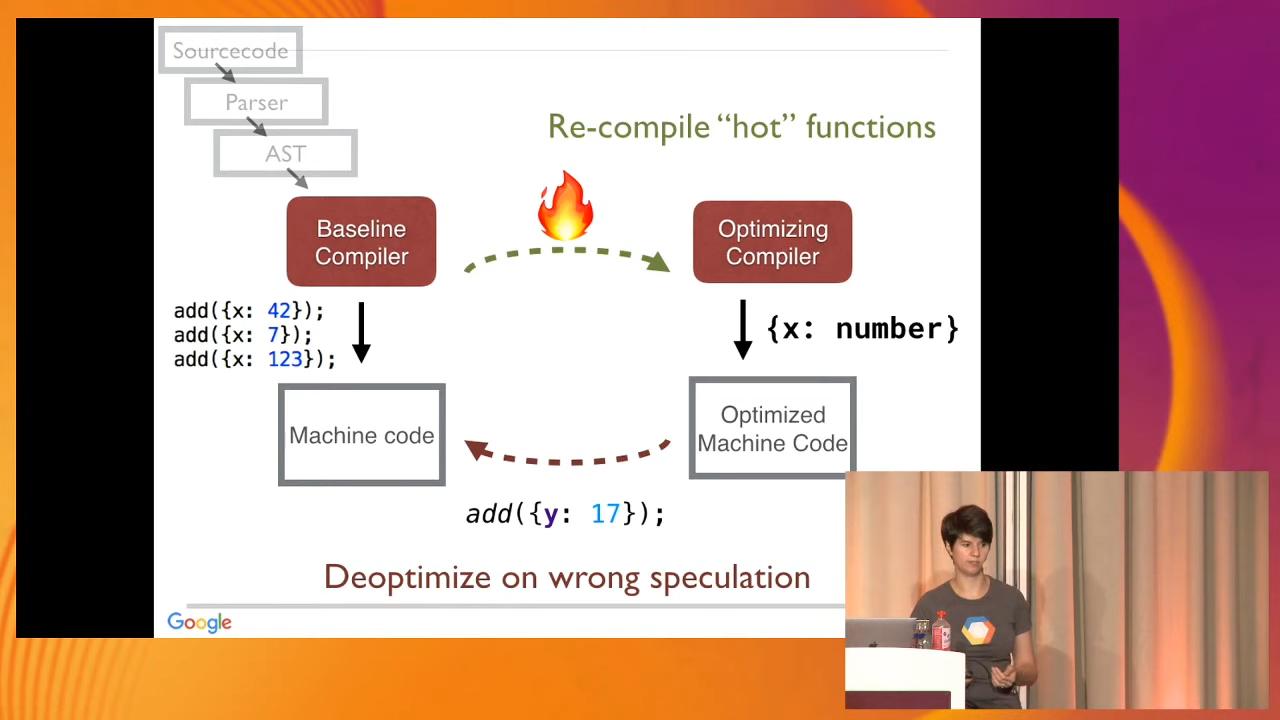 Sourcecode
Parser
AST
Re-compile “hot” functions
Baseline
Compiler
Optimizing
Compiler
add({x: 42});
add({x: 7});
add({x: 123});
{x: number}
Machine code
Optimized
Machine Code
add({y: 17});
Deoptimize on wrong speculation
Google